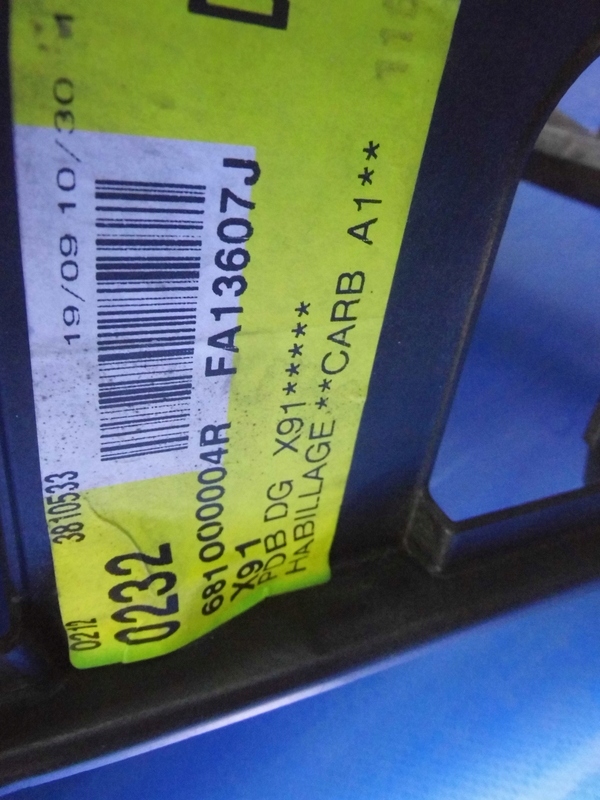 19/09 10/30
3810533
0212
0232
681000004R FA13607J
X91
PDB DG X91*****
HABILLAGE **CARB A1**